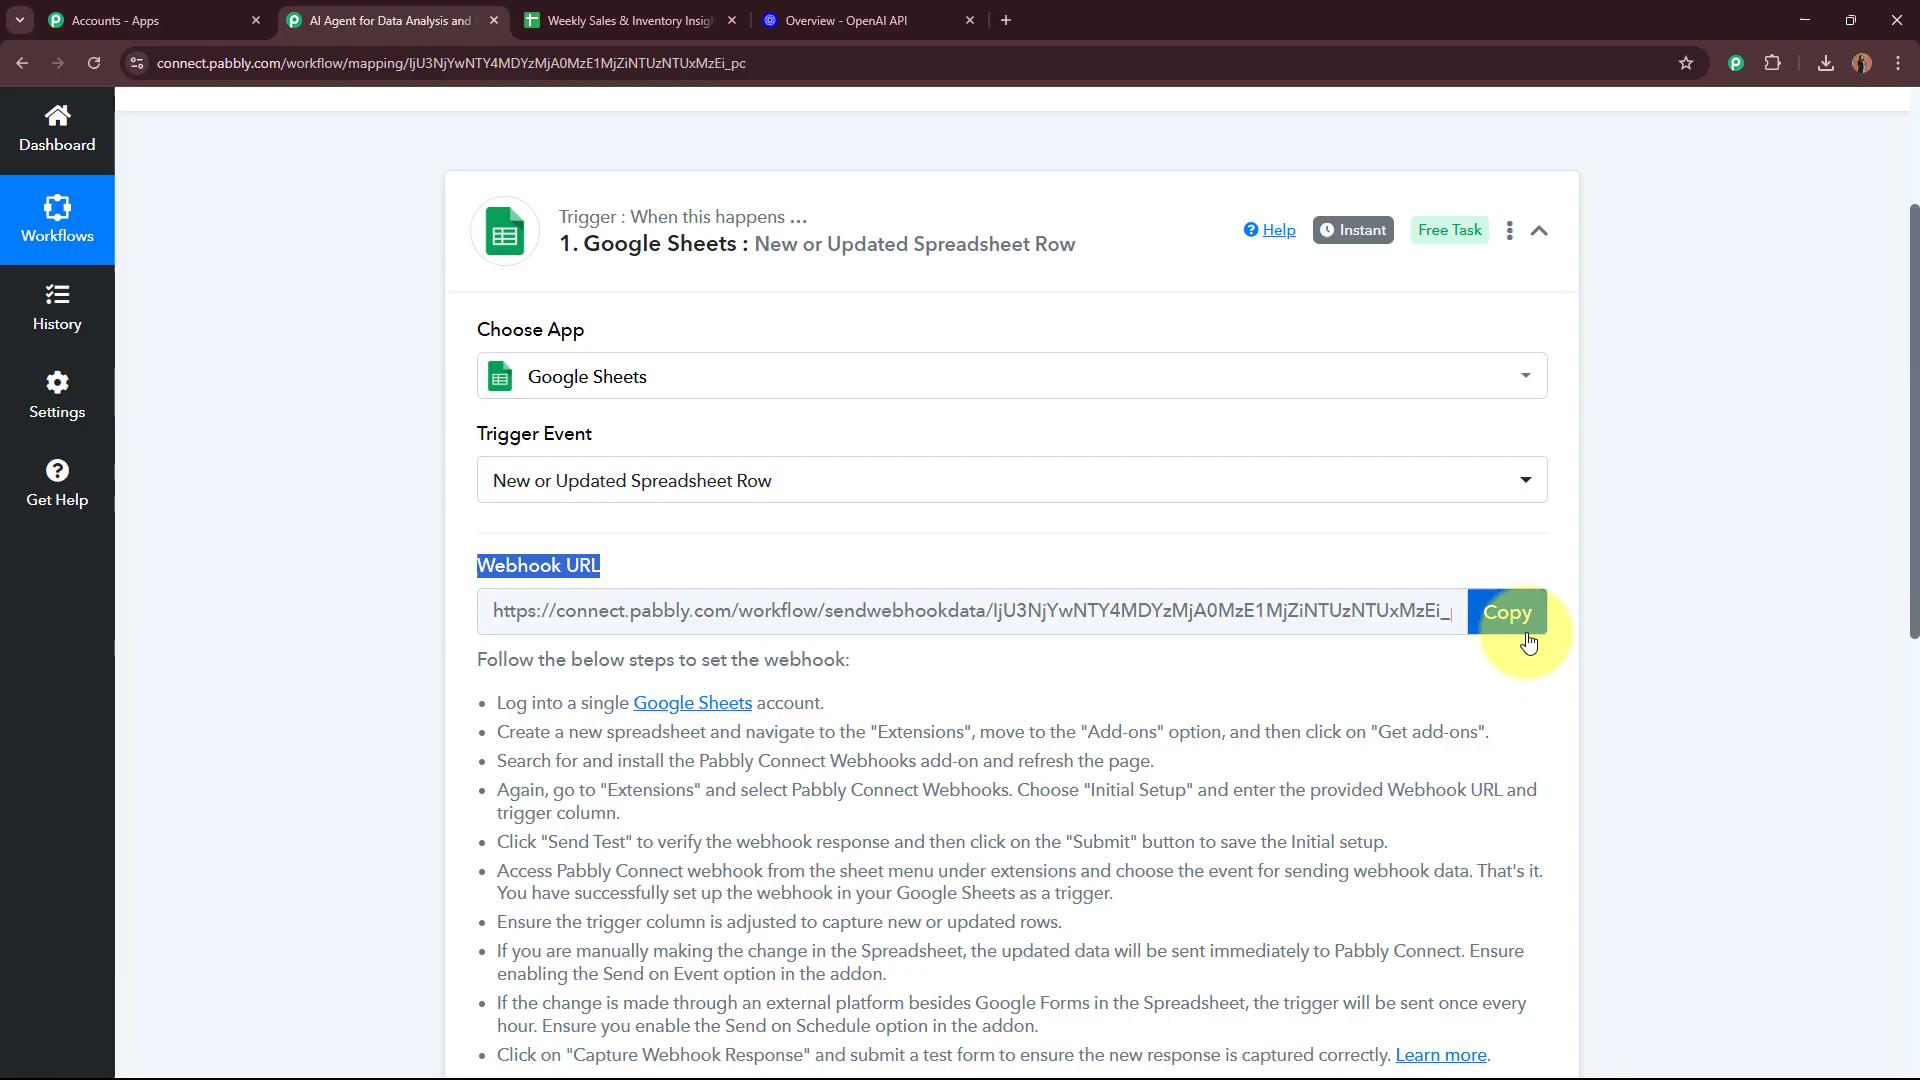 Accounts - Apps
AI Agent for Data Analysis and
Weekly Sales & Inventory Insig
Overview - OpenAI API
connect.pabbly.com/workflow/mapping/IjU3NjYwNTY4MDYzMjA0MzE1MjZiNTUzNTUxMzEi_pc
Dashboard
Workflows
History
Settings
Get Help
Trigger : When this happens ...
1. Google Sheets : New or Updated Spreadsheet Row
Help
Instant
Free Task
Choose App
Google Sheets
Trigger Event
New or Updated Spreadsheet Row
Webhook URL
https://connect.pabbly.com/workflow/sendwebhookdata/IjU3NjYwNTY4MDYzMjA0MzE1MjZiNTUzNTUxMzEi_
Copy
Follow the below steps to set the webhook:
• Log into a single Google Sheets account.
• Create a new spreadsheet and navigate to the "Extensions", move to the "Add-ons" option, and then click on "Get add-ons".
• Search for and install the Pabbly Connect Webhooks add-on and refresh the page.
• Again, go to "Extensions" and select Pabbly Connect Webhooks. Choose "Initial Setup" and enter the provided Webhook URL and
trigger column.
• Click "Send Test" to verify the webhook response and then click on the "Submit" button to save the Initial setup.
• Access Pabbly Connect webhook from the sheet menu under extensions and choose the event for sending webhook data. That's it.
You have successfully set up the webhook in your Google Sheets as a trigger.
• Ensure the trigger column is adjusted to capture new or updated rows.
• If you are manually making the change in the Spreadsheet, the updated data will be sent immediately to Pabbly Connect. Ensure
enabling the Send on Event option in the addon.
• If the change is made through an external platform besides Google Forms in the Spreadsheet, the trigger will be sent once every
hour. Ensure you enable the Send on Schedule option in the addon.
• Click on "Capture Webhook Response" and submit a test form to ensure the new response is captured correctly. Learn more.